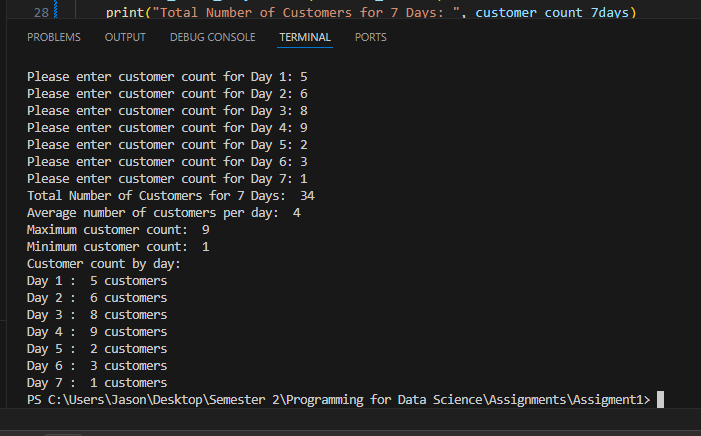 28 print("Total Number of Customers for 7 Days: ", customer_count_7days)
PROBLEMS OUTPUT DEBUG CONSOLE TERMINAL PORTS
Please enter customer count for Day 1: 5
Please enter customer count for Day 2: 6
Please enter customer count for Day 3: 8
Please enter customer count for Day 4: 9
Please enter customer count for Day 5: 2
Please enter customer count for Day 6: 3
Please enter customer count for Day 7: 1
Total Number of Customers for 7 Days:  34
Average number of customers per day:  4
Maximum customer count:  9
Minimum customer count:  1
Customer count by day:
Day 1 :  5 customers
Day 2 :  6 customers
Day 3 :  8 customers
Day 4 :  9 customers
Day 5 :  2 customers
Day 6 :  3 customers
Day 7 :  1 customers
PS C:\Users\Jason\Desktop\Semester 2\Programming for Data Science\Assignments\Assigment1>